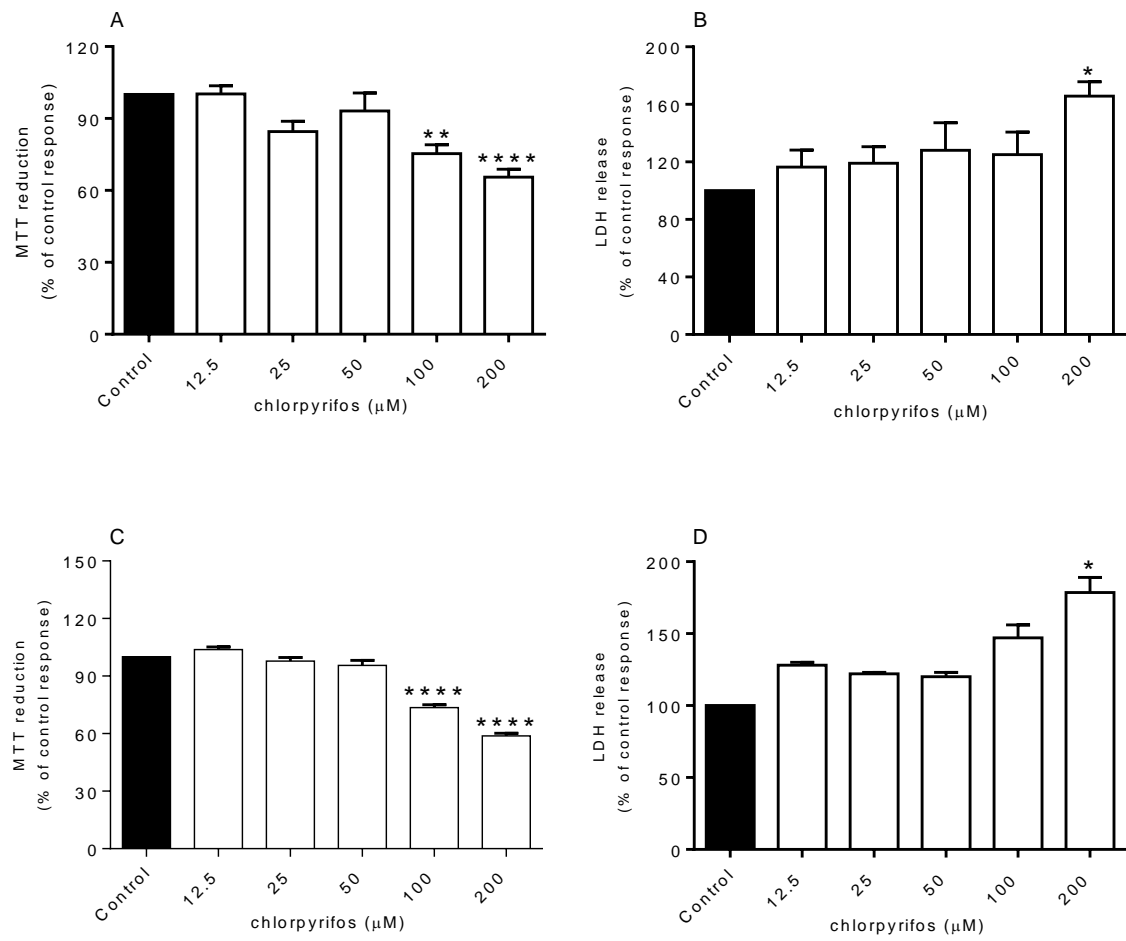 A
MTT reduction
(% of control response)
120
90
60
30
0
**
****
Control
12.5
25
50
100
200
chlorpyrifos (μM)
B
LDH release
(% of control response)
200
160
120
80
40
0
*
Control
12.5
25
50
100
200
chlorpyrifos (μM)
C
MTT reduction
(% of control response)
150
120
90
60
30
0
****
****
Control
12.5
25
50
100
200
chlorpyrifos (μM)
D
LDH release
(% of control response)
200
150
100
50
0
*
Control
12.5
25
50
100
200
chlorpyrifos (μM)